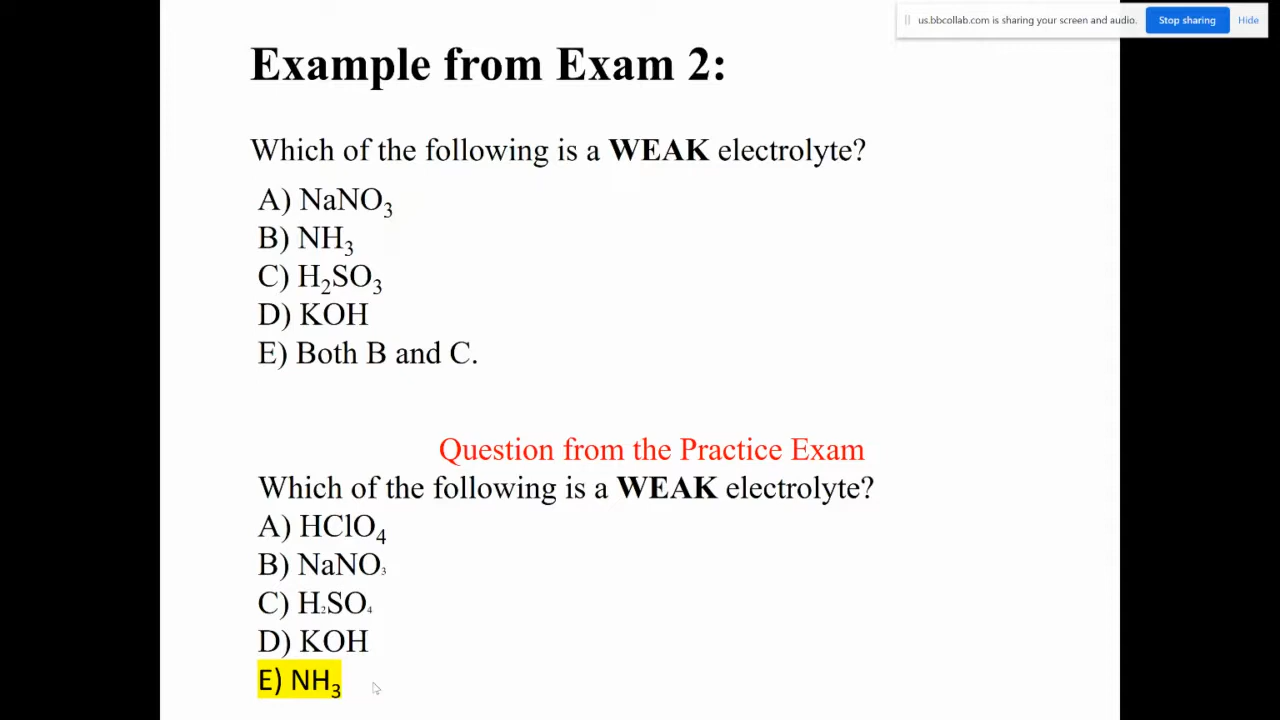 us.bbcollab.com is sharing your screen and audio. Stop sharing Hide
Example from Exam 2:
Which of the following is a WEAK electrolyte?
A) NaNO3
B) NH3
C) H2SO3
D) KOH
E) Both B and C.
Question from the Practice Exam
Which of the following is a WEAK electrolyte?
A) HClO4
B) NaNO3
C) H2SO4
D) KOH
E) NH3